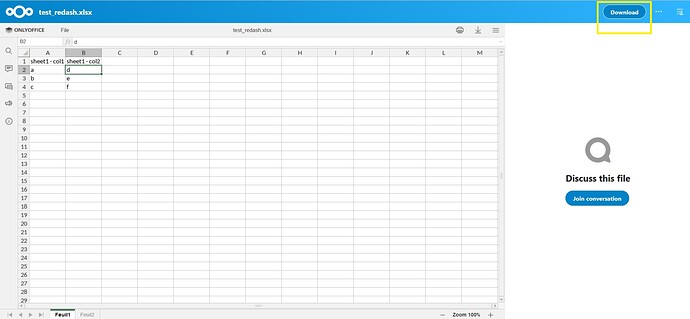 test_redash.xlsx
Download
ONLYOFFICE File test_redash.xlsx
B2 fx d
A B C D E F G H I J K L M
1 sheet1-col1 sheet1-col2
2 a d
3 b e
4 c f
5
6
7
8
9
10
11
12
13
14
15
16
17
18
19
20
21
22
23
24
25
26
27
28
29
Discuss this file
Join conversation
Feuil1 Feuil2
Zoom 100%